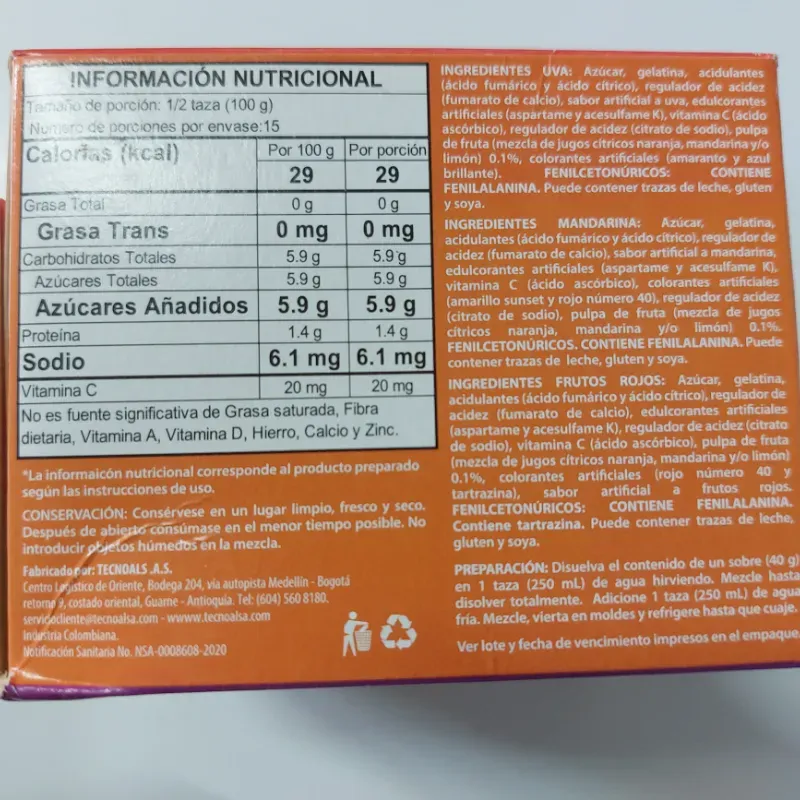 INFORMACIÓN NUTRICIONAL
Tamaño de porción: 1/2 taza (100 g)
Número de porciones por envase:15
Calorías (kcal) Por 100 g Por porción
29 29
Grasa Total 0 g 0 g
Grasa Trans 0 mg 0 mg
Carbohidratos Totales 5.9 g 5.9 g
Azúcares Totales 5.9 g 5.9 g
Azúcares Añadidos 5.9 g 5.9 g
Proteína 1.4 g 1.4 g
Sodio 6.1 mg 6.1 mg
Vitamina C 20 mg 20 mg
No es fuente significativa de Grasa saturada, Fibra
dietaria, Vitamina A, Vitamina D, Hierro, Calcio y Zinc.
*La informaicón nutricional corresponde al producto preparado
según las instrucciones de uso.
CONSERVACIÓN: Consérvese en un lugar limpio, fresco y seco.
Después de abierto consúmase en el menor tiempo posible. No
introducir objetos húmedos en la mezcla.
Fabricado por: TECNOALS .A.S.
Centro Logístico de Oriente, Bodega 204, vía autopista Medellín - Bogotá
retorno 9, costado oriental, Guarne - Antioquia. Tel: (604) 560 8180.
serviciocliente@tecnoalsa.com - www.tecnoalsa.com
Industria Colombiana.
Notificación Sanitaria No. NSA-0008608-2020
INGREDIENTES UVA: Azúcar, gelatina, acidulantes
(ácido fumárico y ácido cítrico), regulador de acidez
(fumarato de calcio), sabor artificial a uva, edulcorantes
artificiales (aspartame y acesulfame K), vitamina C (ácido
ascórbico), regulador de acidez (citrato de sodio), pulpa
de fruta (mezcla de jugos cítricos naranja, mandarina y/o
limón) 0.1%, colorantes artificiales (amaranto y azul
brillante). FENILCETONÚRICOS: CONTIENE
FENILALANINA. Puede contener trazas de leche, gluten
y soya.
INGREDIENTES MANDARINA: Azúcar, gelatina,
acidulantes (ácido fumárico y ácido cítrico), regulador de
acidez (fumarato de calcio), sabor artificial a mandarina,
edulcorantes artificiales (aspartame y acesulfame K),
vitamina C (ácido ascórbico), colorantes artificiales
(amarillo sunset y rojo número 40), regulador de acidez
(citrato de sodio), pulpa de fruta (mezcla de jugos
cítricos naranja, mandarina y/o limón) 0.1%.
FENILCETONÚRICOS. CONTIENE FENILALANINA. Puede
contener trazas de leche, gluten y soya.
INGREDIENTES FRUTOS ROJOS: Azúcar, gelatina,
acidulantes (ácido fumárico y ácido cítrico), regulador de
acidez (fumarato de calcio), edulcorantes artificiales
(aspartame y acesulfame K), regulador de acidez (citrato
de sodio), vitamina C (ácido ascórbico), pulpa de fruta
(mezcla de jugos cítricos naranja, mandarina y/o limón)
0.1%, colorantes artificiales (rojo número 40 y
tartrazina), sabor artificial a frutos rojos.
FENILCETONÚRICOS: CONTIENE FENILALANINA.
Contiene tartrazina. Puede contener trazas de leche,
gluten y soya.
PREPARACIÓN: Disuelva el contenido de un sobre (40 g)
en 1 taza (250 mL) de agua hirviendo. Mezcle hasta
disolver totalmente. Adicione 1 taza (250 mL) de agua
fría. Mezcle, vierta en moldes y refrigere hasta que cuaje.
Ver lote y fecha de vencimiento impresos en el empaque.